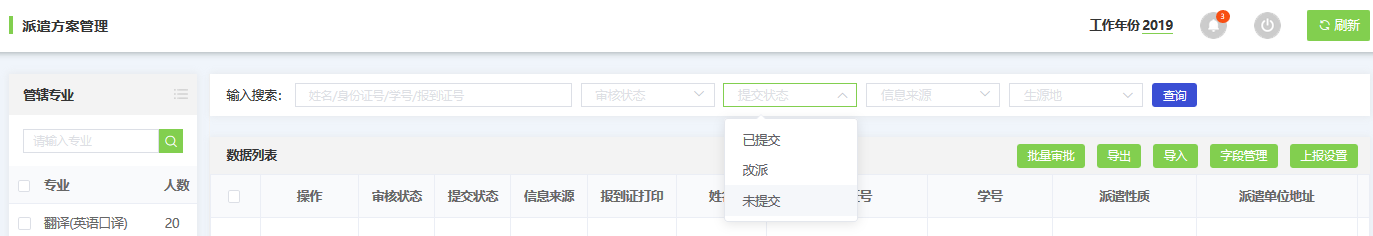 派遣方案管理
工作年份 2019
3
刷新
管辖专业
请输入专业
专业 人数
翻译(英语口译) 20
输入搜索： 姓名/身份证号/学号/报到证号 审核状态 提交状态 信息来源 生源地 查询
已提交
改派
未提交
数据列表 批量审批 导出 导入 字段管理 上报设置
操作 审核状态 提交状态 信息来源 报到证打印 姓名 证号 学号 派遣性质 派遣单位地址